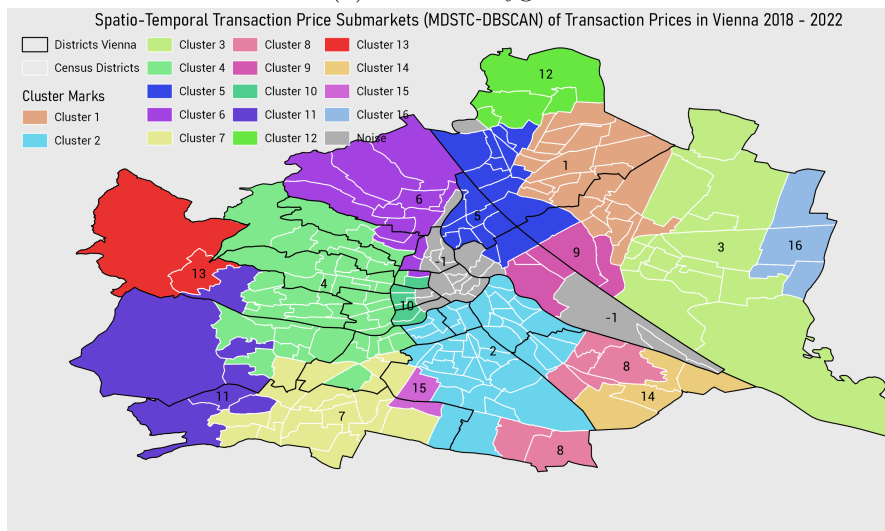 Spatio-Temporal Transaction Price Submarkets (MDSTC-DBSCAN) of Transaction Prices in Vienna 2018 - 2022
Districts Vienna
Census Districts
Cluster Marks
Cluster 1
Cluster 2
Cluster 3
Cluster 4
Cluster 5
Cluster 6
Cluster 7
Cluster 8
Cluster 9
Cluster 10
Cluster 11
Cluster 12
Cluster 13
Cluster 14
Cluster 15
Cluster 16
Noise
12
1
6
5
3
16
9
-1
13
4
10
-1
2
8
15
14
11
7
8